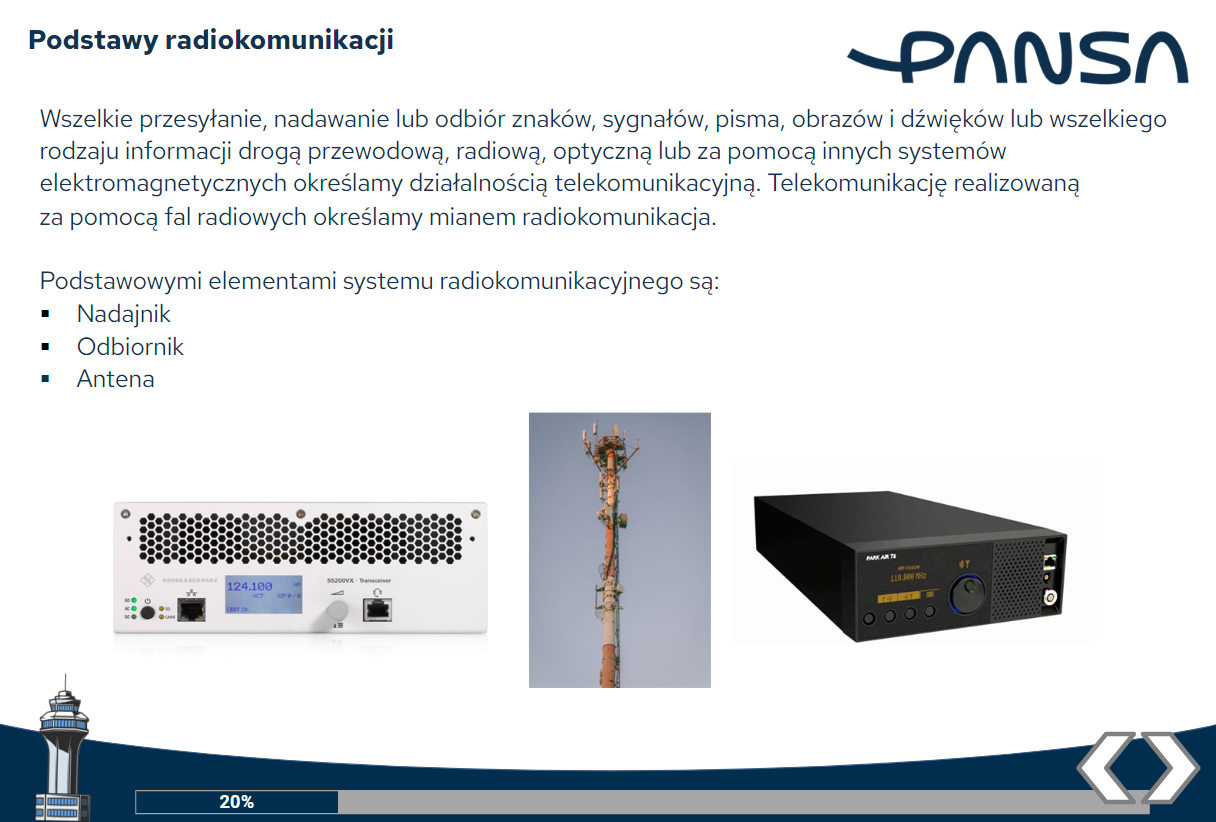 Podstawy radiokomunikacji
PANSA
Wszelkie przesyłanie, nadawanie lub odbiór znaków, sygnałów, pisma, obrazów i dźwięków lub wszelkiego
rodzaju informacji drogą przewodową, radiową, optyczną lub za pomocą innych systemów
elektromagnetycznych określamy działalnością telekomunikacyjną. Telekomunikację realizowaną
za pomocą fal radiowych określamy mianem radiokomunikacja.
Podstawowymi elementami systemu radiokomunikacyjnego są:
▪ Nadajnik
▪ Odbiornik
▪ Antena
ROHDE&SCHWARZ
124.100 AM
S5200VX · Transceiver
PARK AIR T6
118.000 MHz
20%